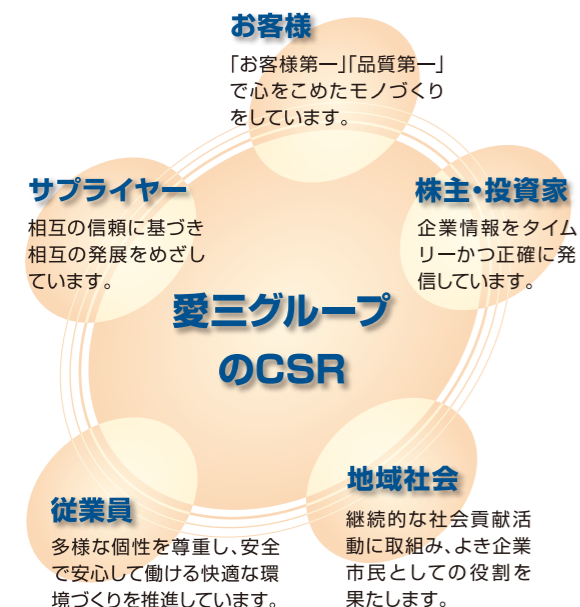 お客様
「お客様第一」「品質第一」
で心をこめたモノづくり
をしています。
サプライヤー
相互の信頼に基づき
相互の発展をめざし
ています。
株主・投資家
企業情報をタイム
リーかつ正確に発
信しています。
愛三グループ
のCSR
従業員
多様な個性を尊重し、安全
で安心して働ける快適な環
境づくりを推進しています。
地域社会
継続的な社会貢献活
動に取組み、よき企業
市民としての役割を
果たします。